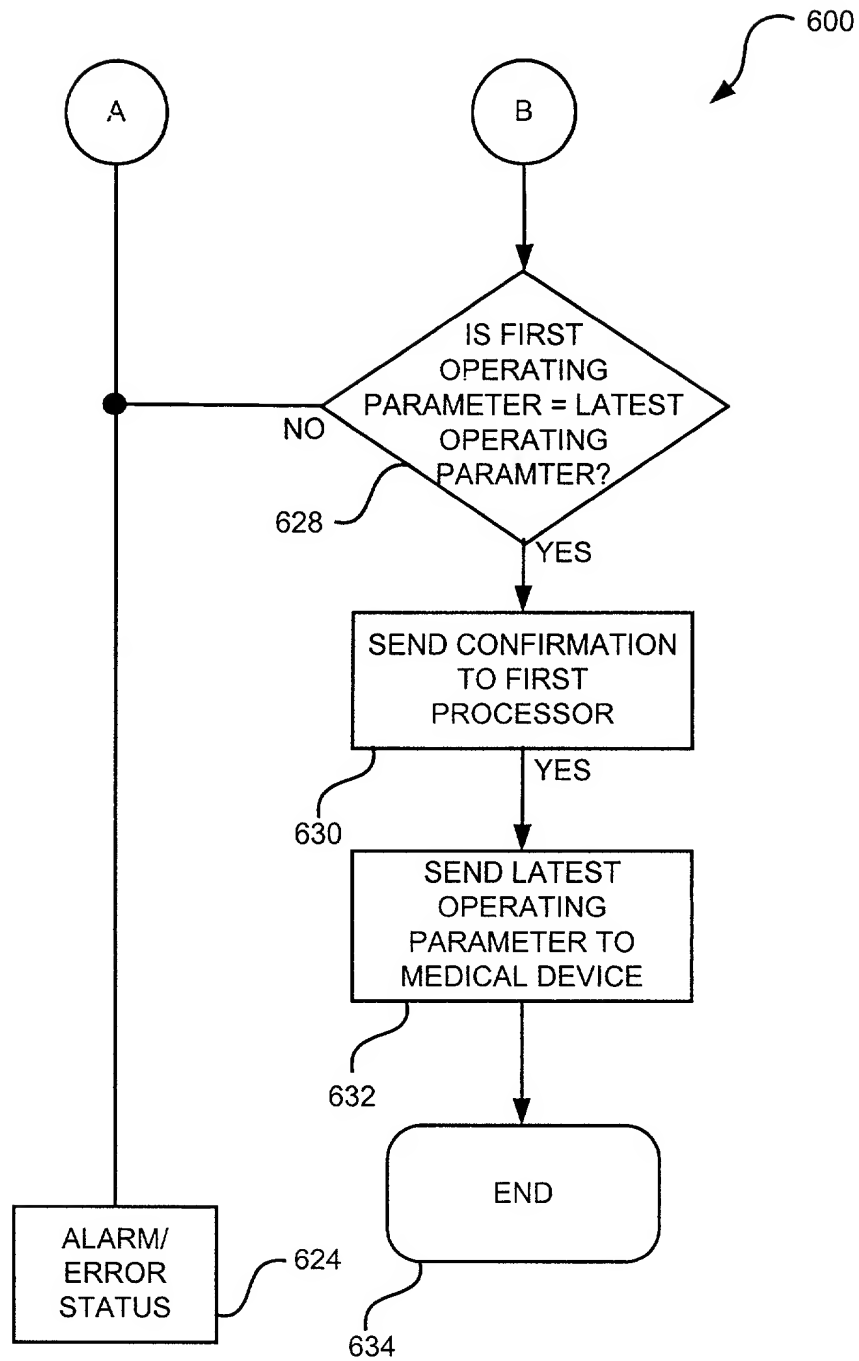 600
A
B
IS FIRST
OPERATING
PARAMETER = LATEST
OPERATING
PARAMTER?
NO
628
YES
SEND CONFIRMATION
TO FIRST
PROCESSOR
630
YES
SEND LATEST
OPERATING
PARAMETER TO
MEDICAL DEVICE
632
END
634
ALARM/
ERROR
STATUS
624